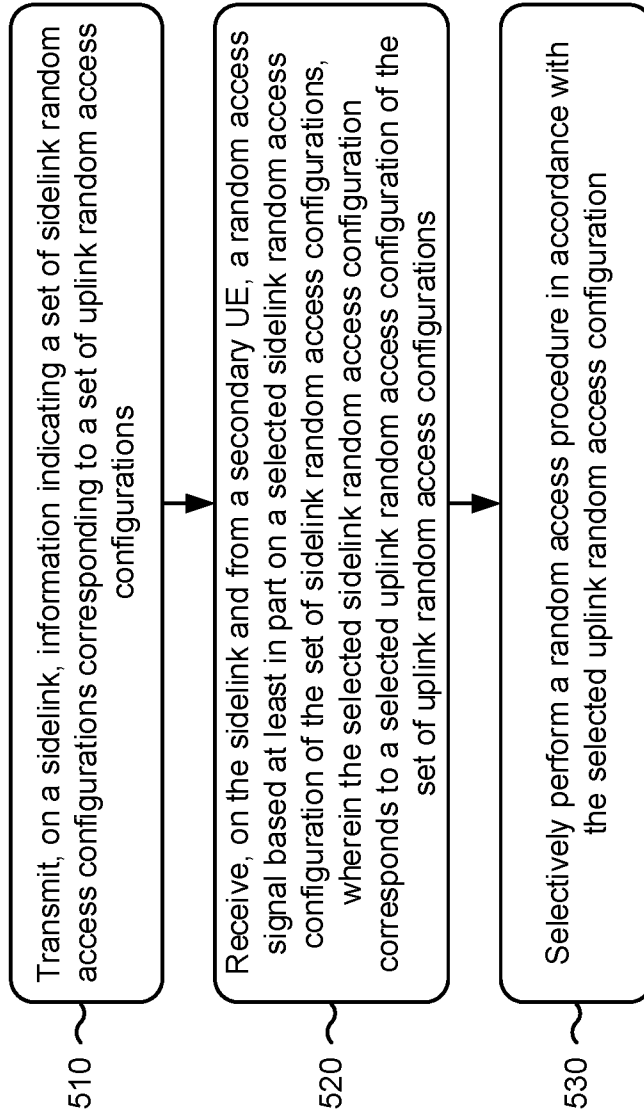 510
Transmit, on a sidelink, information indicating a set of sidelink random
access configurations corresponding to a set of uplink random access
configurations
520
Receive, on the sidelink and from a secondary UE, a random access
signal based at least in part on a selected sidelink random access
configuration of the set of sidelink random access configurations,
wherein the selected sidelink random access configuration
corresponds to a selected uplink random access configuration of the
set of uplink random access configurations
530
Selectively perform a random access procedure in accordance with
the selected uplink random access configuration